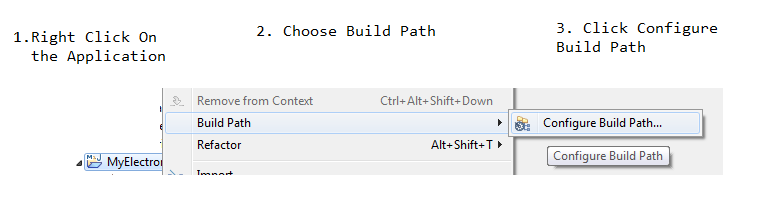 1.Right Click On
the Application
2. Choose Build Path
3. Click Configure
Build Path
Remove from Context Ctrl+Alt+Shift+Down
Build Path
Configure Build Path...
Refactor Alt+Shift+T
Configure Build Path
MyElectro
Import